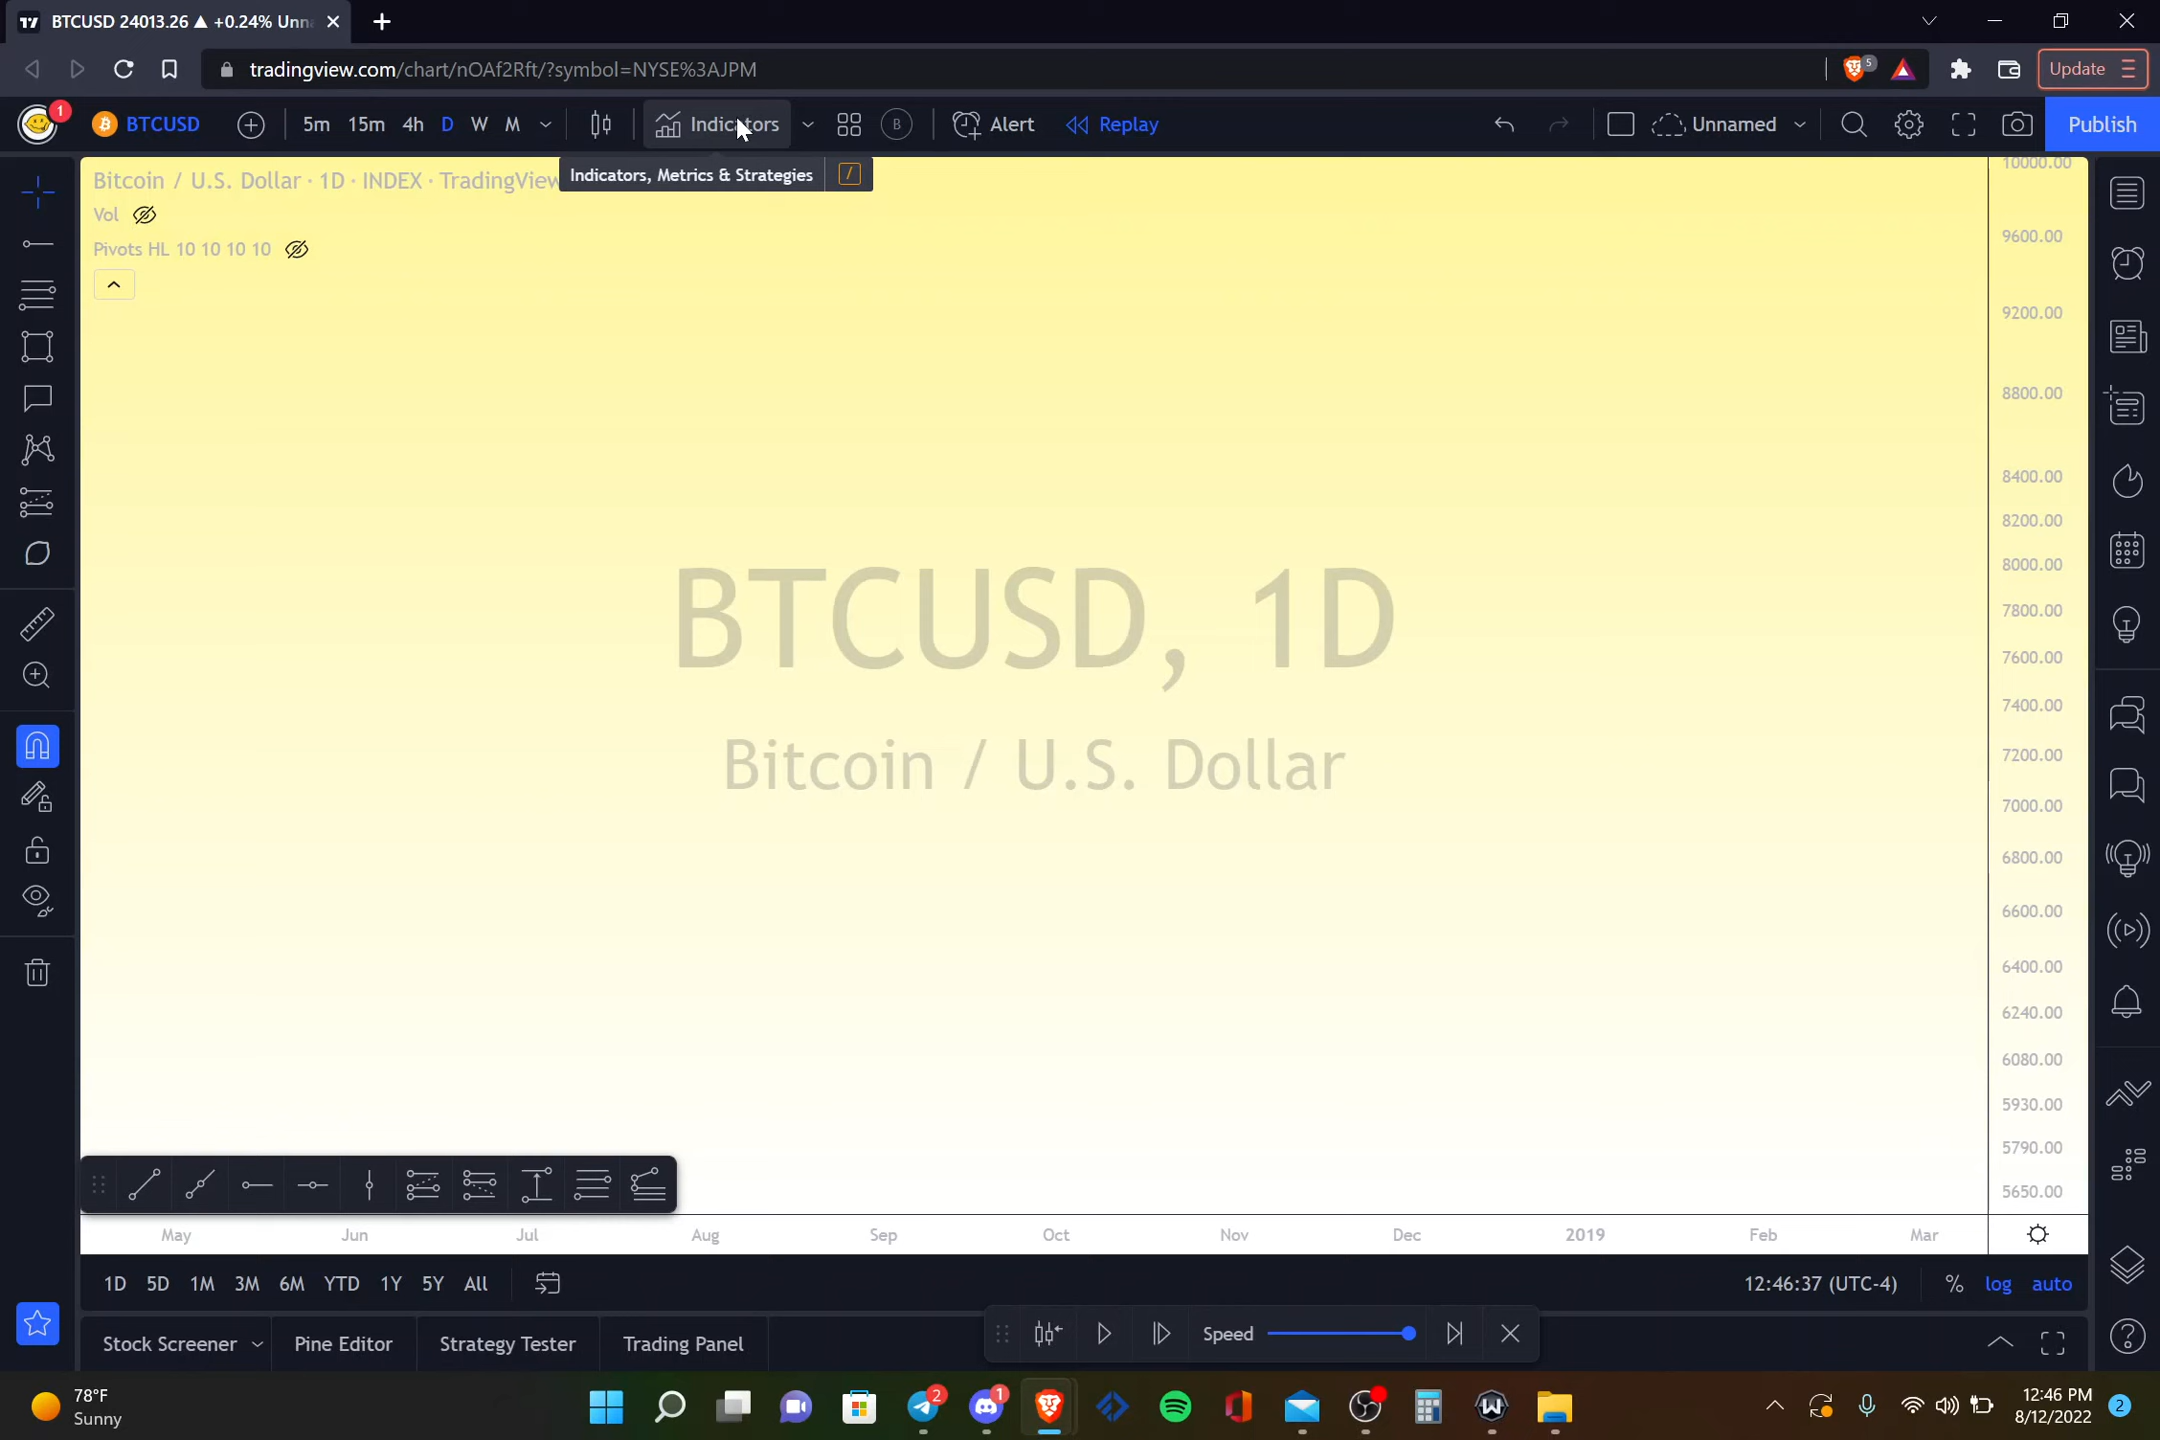 BTCUSD 24013.26 ▲ +0.24% Unn
tradingview.com/chart/nOAf2Rft/?symbol=NYSE%3AJPM
5
Update
1
BTCUSD
5m 15m 4h D W M
Indicators
B
Alert
Replay
Unnamed
Publish
Indicators, Metrics & Strategies /
Bitcoin / U.S. Dollar · 1D · INDEX · TradingView
Vol
Pivots HL 10 10 10 10
BTCUSD, 1D
Bitcoin / U.S. Dollar
10000.00
9600.00
9200.00
8800.00
8400.00
8200.00
8000.00
7800.00
7600.00
7400.00
7200.00
7000.00
6800.00
6600.00
6400.00
6240.00
6080.00
5930.00
5790.00
5650.00
May Jun Jul Aug Sep Oct Nov Dec 2019 Feb Mar
1D 5D 1M 3M 6M YTD 1Y 5Y All
12:46:37 (UTC-4) % log auto
Stock Screener Pine Editor Strategy Tester Trading Panel
Speed
78°F
Sunny
2
1
12:46 PM
8/12/2022
2